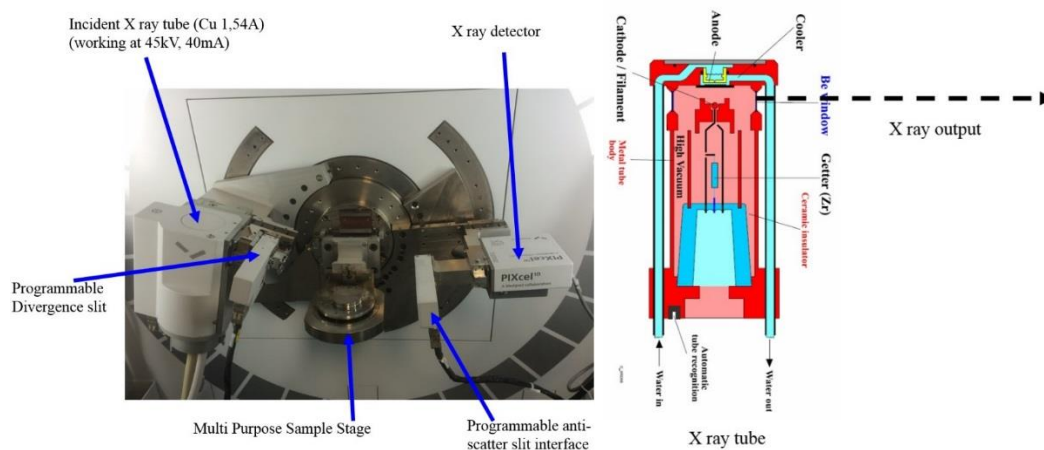 Incident X ray tube (Cu 1,54A)
(working at 45kV, 40mA)
X ray detector
Programmable
Divergence slit
PIXcel
Multi Purpose Sample Stage
Programmable anti-
scatter slit interface
Cathode / Filament
Anode
Cooler
Be window
X ray output
Metal tube
body
High Vacuum
Getter (Zr)
Ceramic insulator
Automatic
tube recognition
Water in
Water out
X ray tube